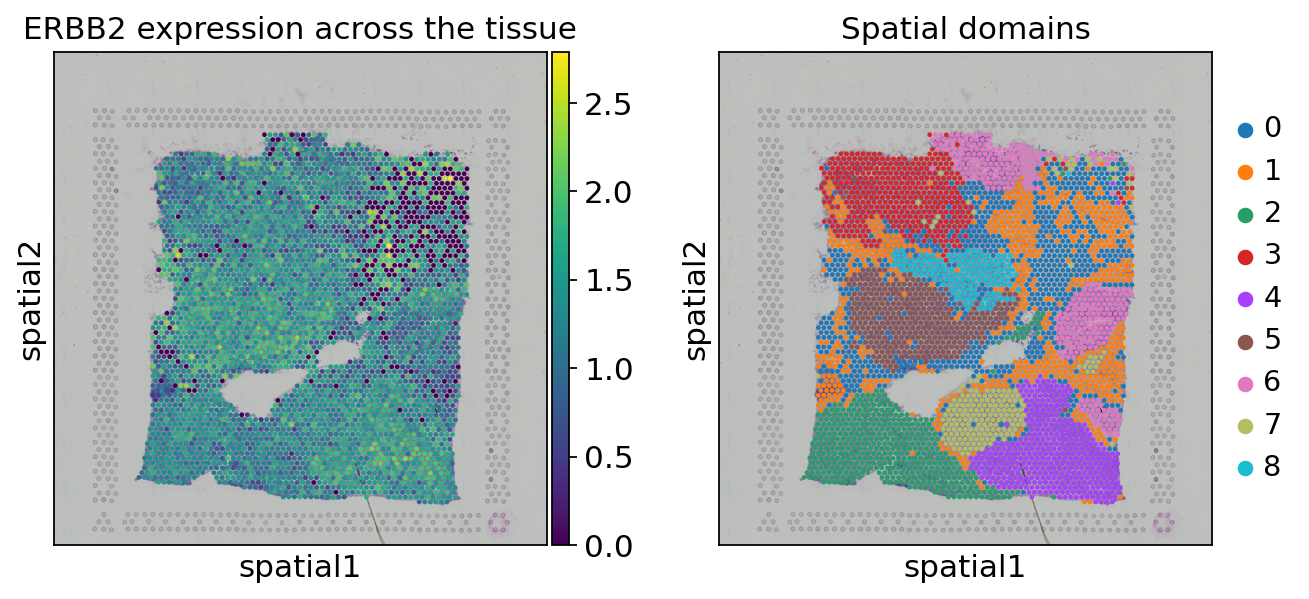 ERBB2 expression across the tissue
spatial2
spatial1
2.5
2.0
1.5
1.0
0.5
0.0
Spatial domains
spatial2
spatial1
0
1
2
3
4
5
6
7
8